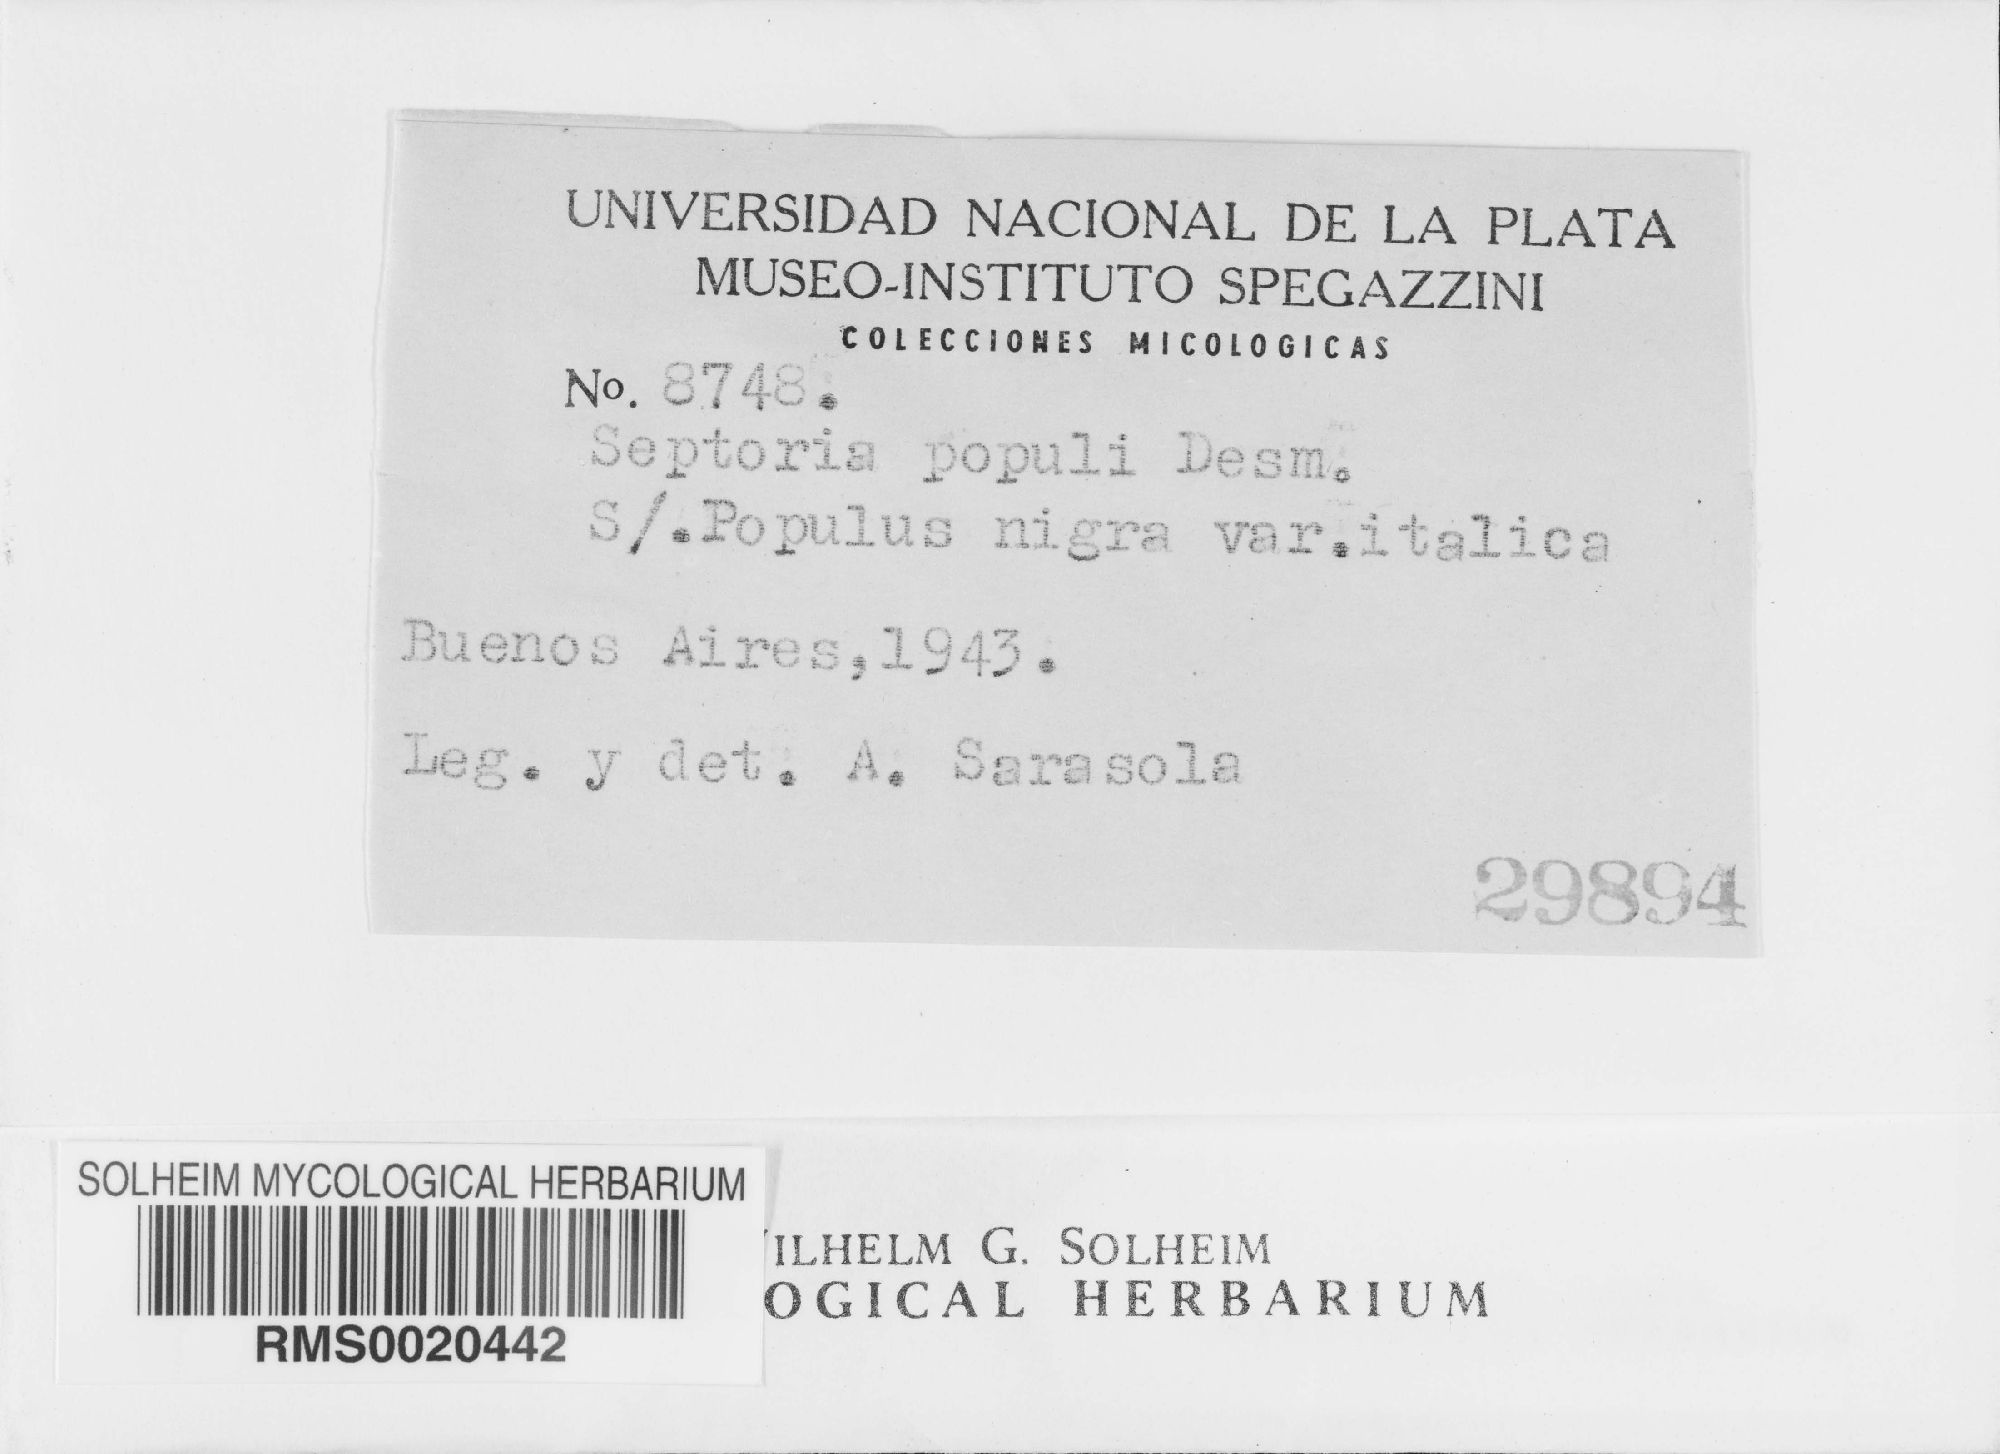 UNIVERSIDAD NACIONAL DE LA PLATA
MUSEO-INSTITUTO SPEGAZZINI
COLECCIONES MICOLOGICAS
No. 8748.
Septoria populi Desm.
S/.Populus nigra var.italica
Buenos Aires,1943.
Leg. y det. A. Sarasola
29894
SOLHEIM MYCOLOGICAL HERBARIUM
RMS0020442
ILHELM G. SOLHEIM
OGICAL HERBARIUM